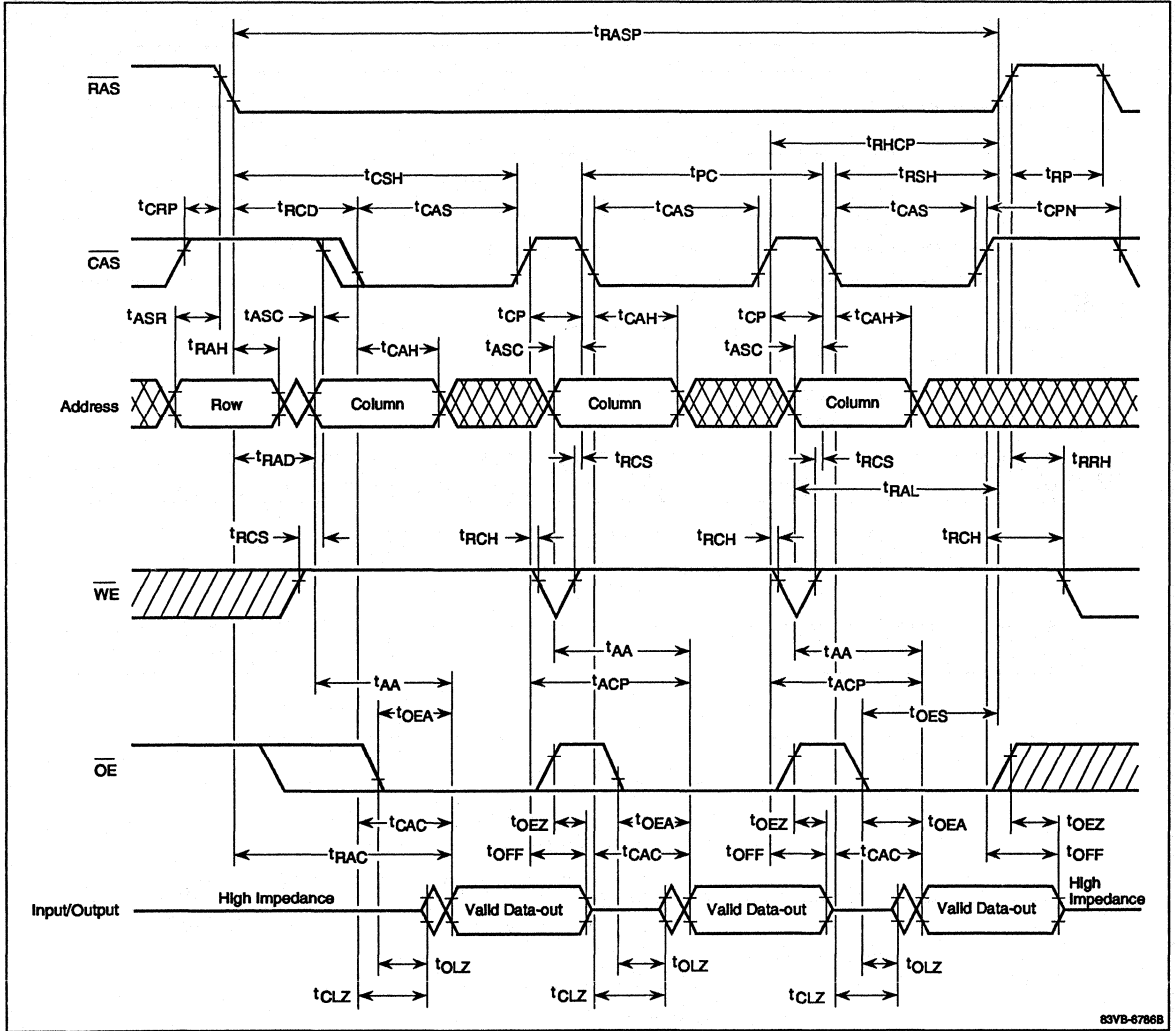 tRASP
RAS
tRHCP
tCSH
tPC
tRSH
tRP
tCRP
tRCD
tCAS
tCAS
tCAS
tCPN
CAS
tASR
tASC
tCP
tCAH
tCP
tCAH
tRAH
tCAH
tASC
tASC
Address
Row
Column
Column
Column
tRAD
tRCS
tRCS
tRRH
tRAL
tRCS
tRCH
tRCH
tRCH
WE
tAA
tAA
tAA
tACP
tACP
tOEA
tOES
OE
tCAC
tOEZ
tOEA
tOEZ
tOEA
tOEZ
tRAC
tOFF
tCAC
tOFF
tCAC
tOFF
Input/Output
High Impedance
Valid Data-out
Valid Data-out
Valid Data-out
High
Impedance
tOLZ
tOLZ
tOLZ
tCLZ
tCLZ
tCLZ
83VB-6786B